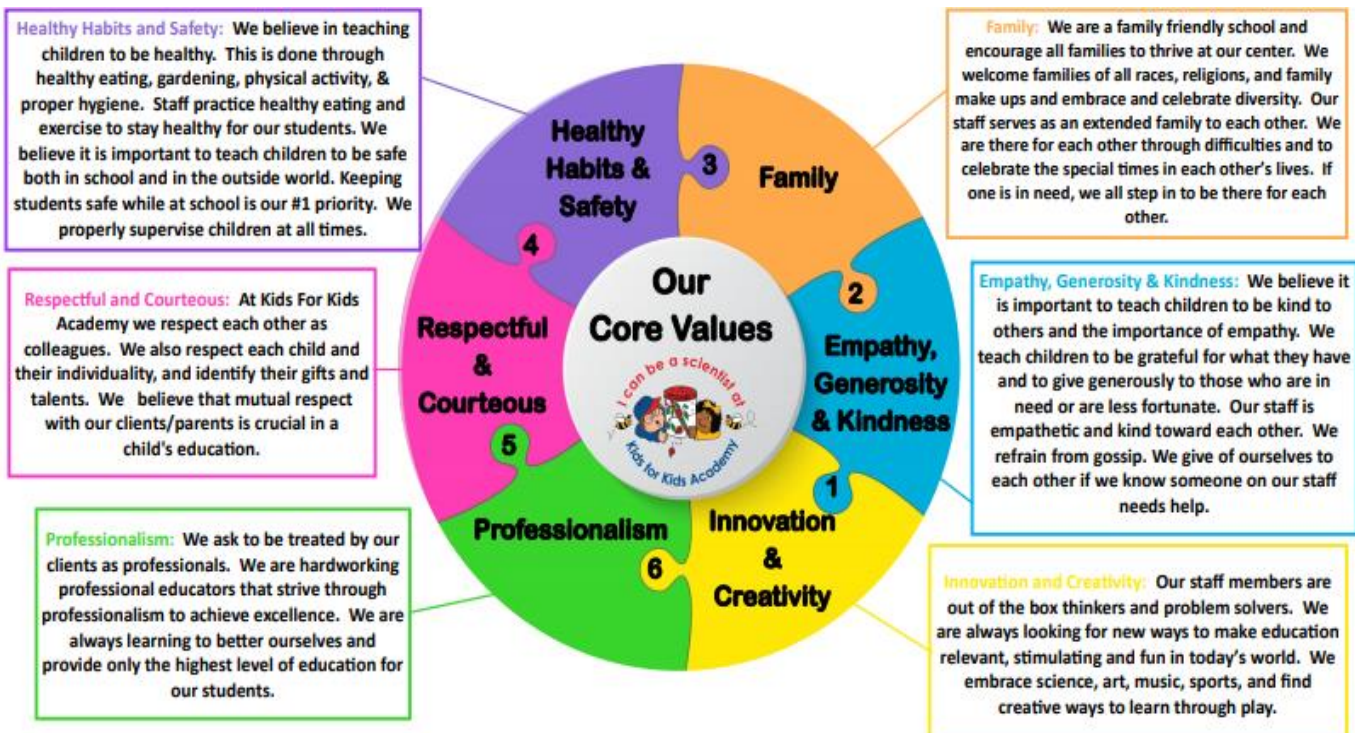 Healthy Habits and Safety: We believe in teaching
children to be healthy. This is done through
healthy eating, gardening, physical activity, &
proper hygiene. Staff practice healthy eating and
exercise to stay healthy for our students. We
believe it is important to teach children to be safe
both in school and in the outside world. Keeping
students safe while at school is our #1 priority. We
properly supervise children at all times.
Family: We are a family friendly school and
encourage all families to thrive at our center. We
welcome families of all races, religions, and family
make ups and embrace and celebrate diversity. Our
staff serves as an extended family to each other. We
are there for each other through difficulties and to
celebrate the special times in each other's lives. If
one is in need, we all step in to be there for each
other.
Respectful and Courteous: At Kids For Kids
Academy we respect each other as
colleagues. We also respect each child and
their individuality, and identify their gifts and
talents. We believe that mutual respect
with our clients/parents is crucial in a
child's education.
Empathy, Generosity & Kindness: We believe it
is important to teach children to be kind to
others and the importance of empathy. We
teach children to be grateful for what they have
and to give generously to those who are in
need or are less fortunate. Our staff is
empathetic and kind toward each other. We
refrain from gossip. We give of ourselves to
each other if we know someone on our staff
needs help.
Professionalism: We ask to be treated by our
clients as professionals. We are hardworking
professional educators that strive through
professionalism to achieve excellence. We are
always learning to better ourselves and
provide only the highest level of education for
our students.
Innovation and Creativity: Our staff members are
out of the box thinkers and problem solvers. We
are always looking for new ways to make education
relevant, stimulating and fun in today's world. We
embrace science, art, music, sports, and find
creative ways to learn through play.
Healthy
Habits &
Safety
3
Family
4
2
Respectful
&
Courteous
Our
Core Values
I can be a scientist at
Kids for Kids Academy
Empathy,
Generosity
& Kindness
5
1
Professionalism
6
Innovation
&
Creativity